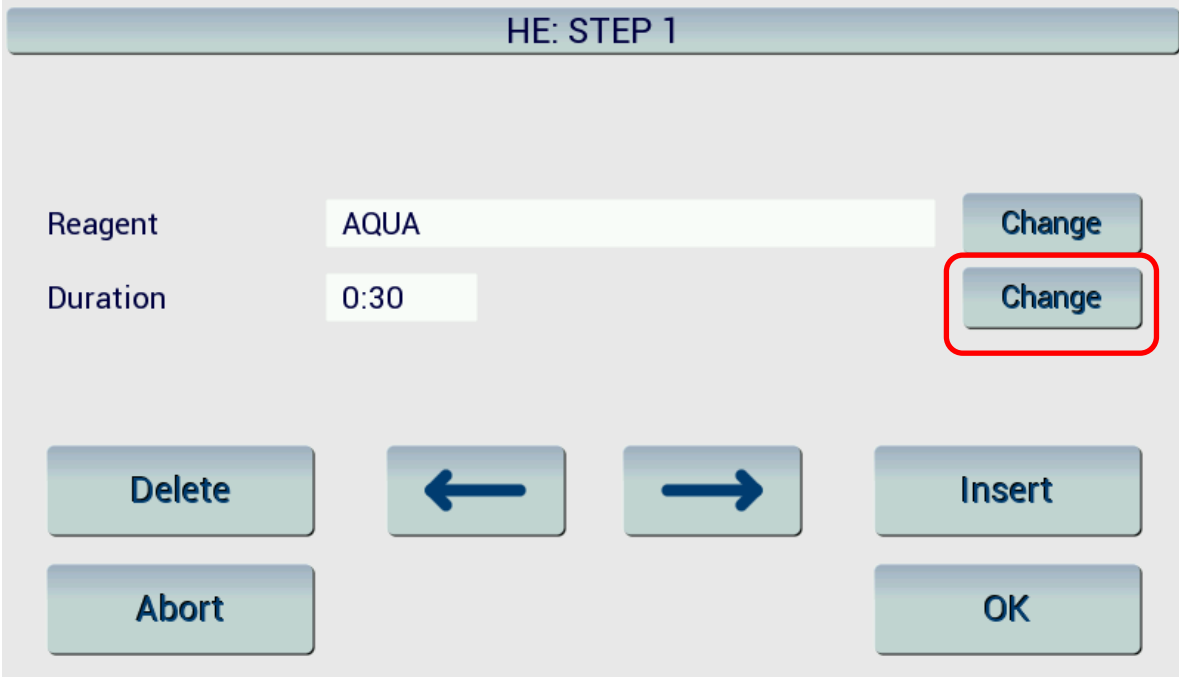 HE: STEP 1
Reagent AQUA Change
Duration 0:30 Change
Delete Insert
Abort OK